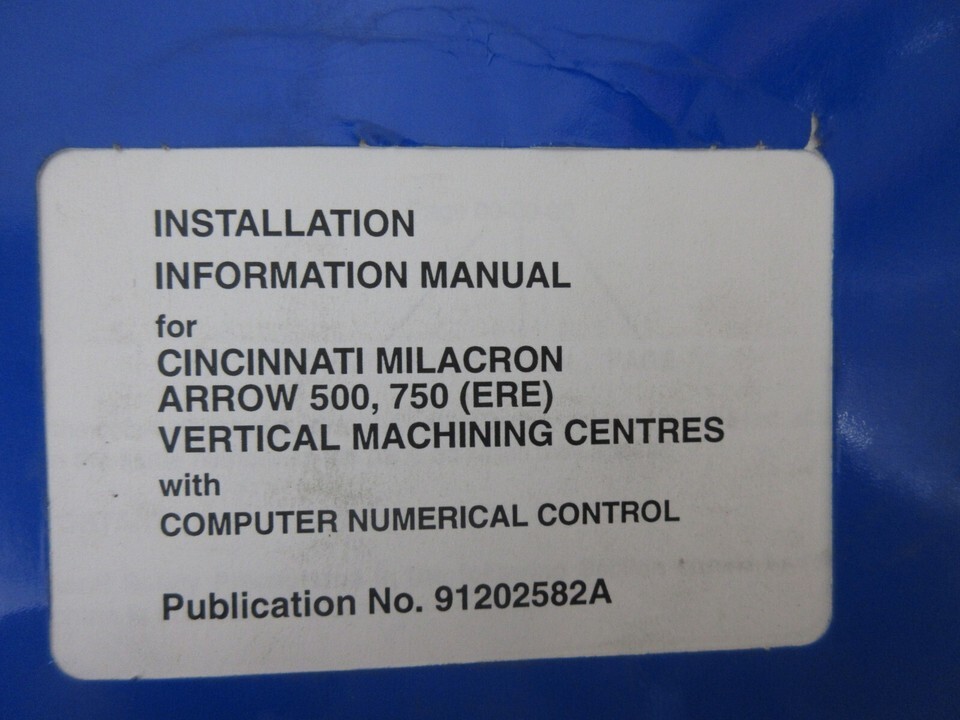 INSTALLATION
INFORMATION MANUAL
for
CINCINNATI MILACRON
ARROW 500, 750 (ERE)
VERTICAL MACHINING CENTRES
with
COMPUTER NUMERICAL CONTROL
Publication No. 91202582A